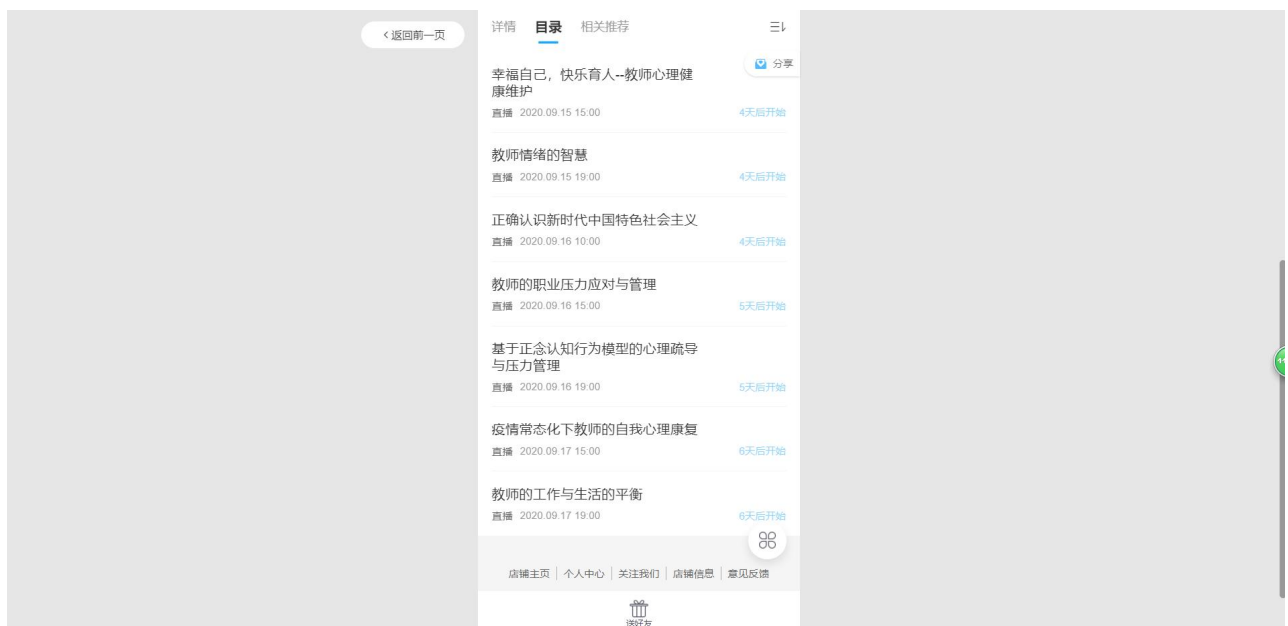 <返回前一页
详情 目录 相关推荐
分享
幸福自己，快乐育人--教师心理健
康维护
直播 2020.09.15 15:00 4天后开始
教师情绪的智慧
直播 2020.09.15 19:00 4天后开始
正确认识新时代中国特色社会主义
直播 2020.09.16 10:00 4天后开始
教师的职业压力应对与管理
直播 2020.09.16 15:00 5天后开始
基于正念认知行为模型的心理疏导
与压力管理
直播 2020.09.16 19:00 5天后开始
疫情常态化下教师的自我心理康复
直播 2020.09.17 15:00 6天后开始
教师的工作与生活的平衡
直播 2020.09.17 19:00 6天后开始
店铺主页 | 个人中心 | 关注我们 | 店铺信息 | 意见反馈
送好友